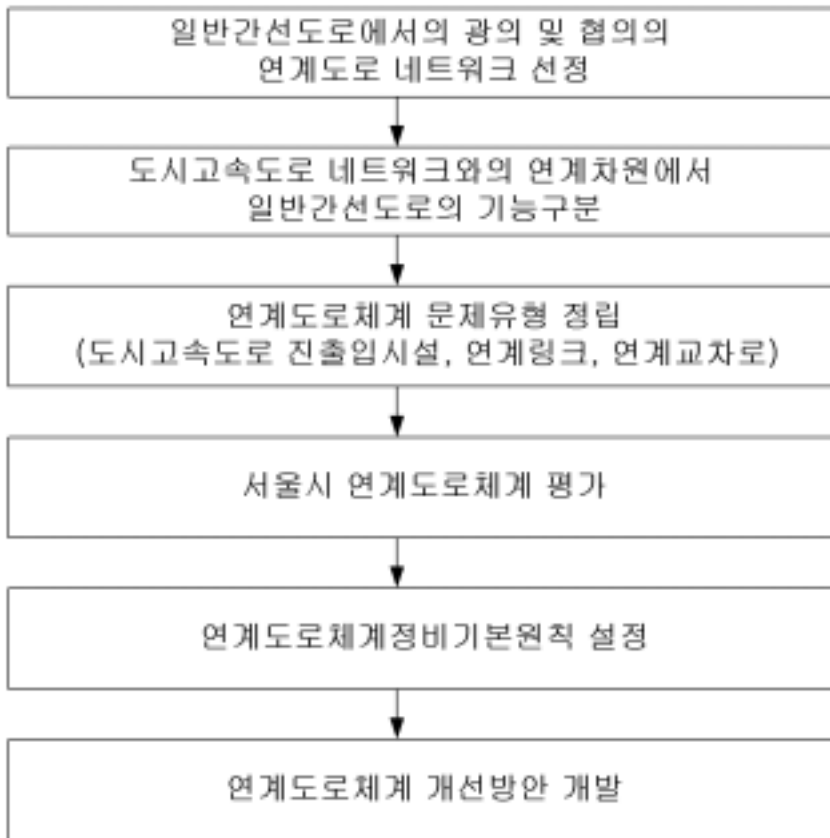 일반간선도로에서의 광의 및 협의의
연계도로 네트워크 선정
도시고속도로 네트워크와의 연계차원에서
일반간선도로의 기능구분
연계도로체계 문제유형 정립
(도시고속도로 진출입시설, 연계링크, 연계교차로)
서울시 연계도로체계 평가
연계도로체계정비기본원칙 설정
연계도로체계 개선방안 개발